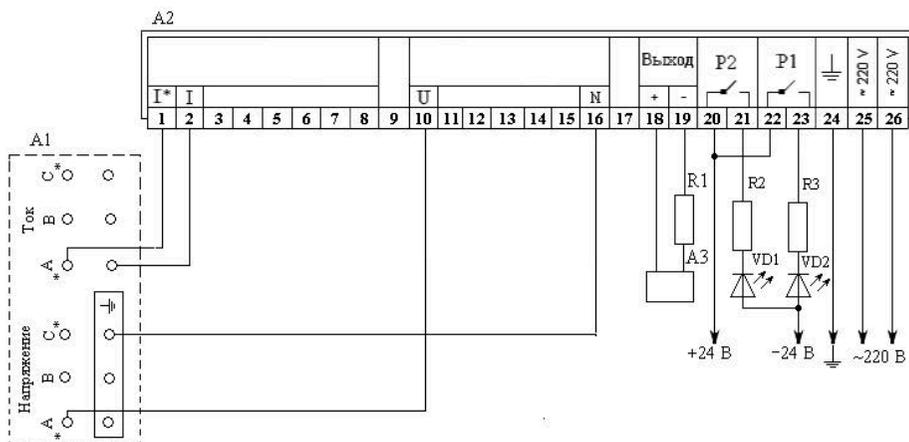 A2
Выход P2 P1 ~ 220 V ~ 220 V
I* I U N + -
1 2 3 4 5 6 7 8 9 10 11 12 13 14 15 16 17 18 19 20 21 22 23 24 25 26
A1
C*
B
A*
Ток
R1 R2 R3
A3 VD1 VD2
C*
B
A*
Напряжение
+24 В −24 В ~220 В